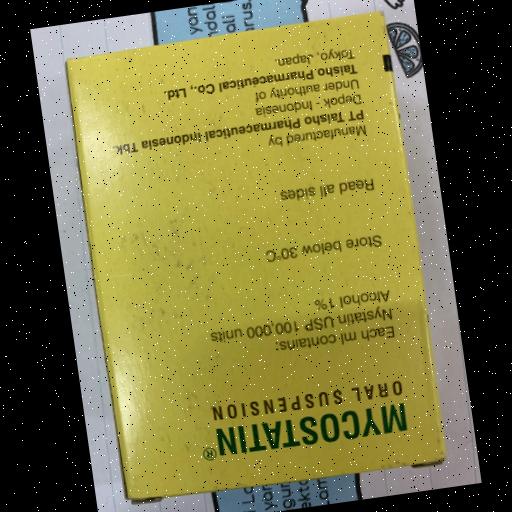 MYCOSTATIN®
ORAL SUSPENSION
Each ml contains:
Nystatin USP 100,000 units
Alcohol 1%
Store below 30°C
Read all sides
Manufactured by
PT Taisho Pharmaceutical Indonesia Tbk.
Depok - Indonesia
Under authority of
Taisho Pharmaceutical Co., Ltd.
Tokyo, Japan.